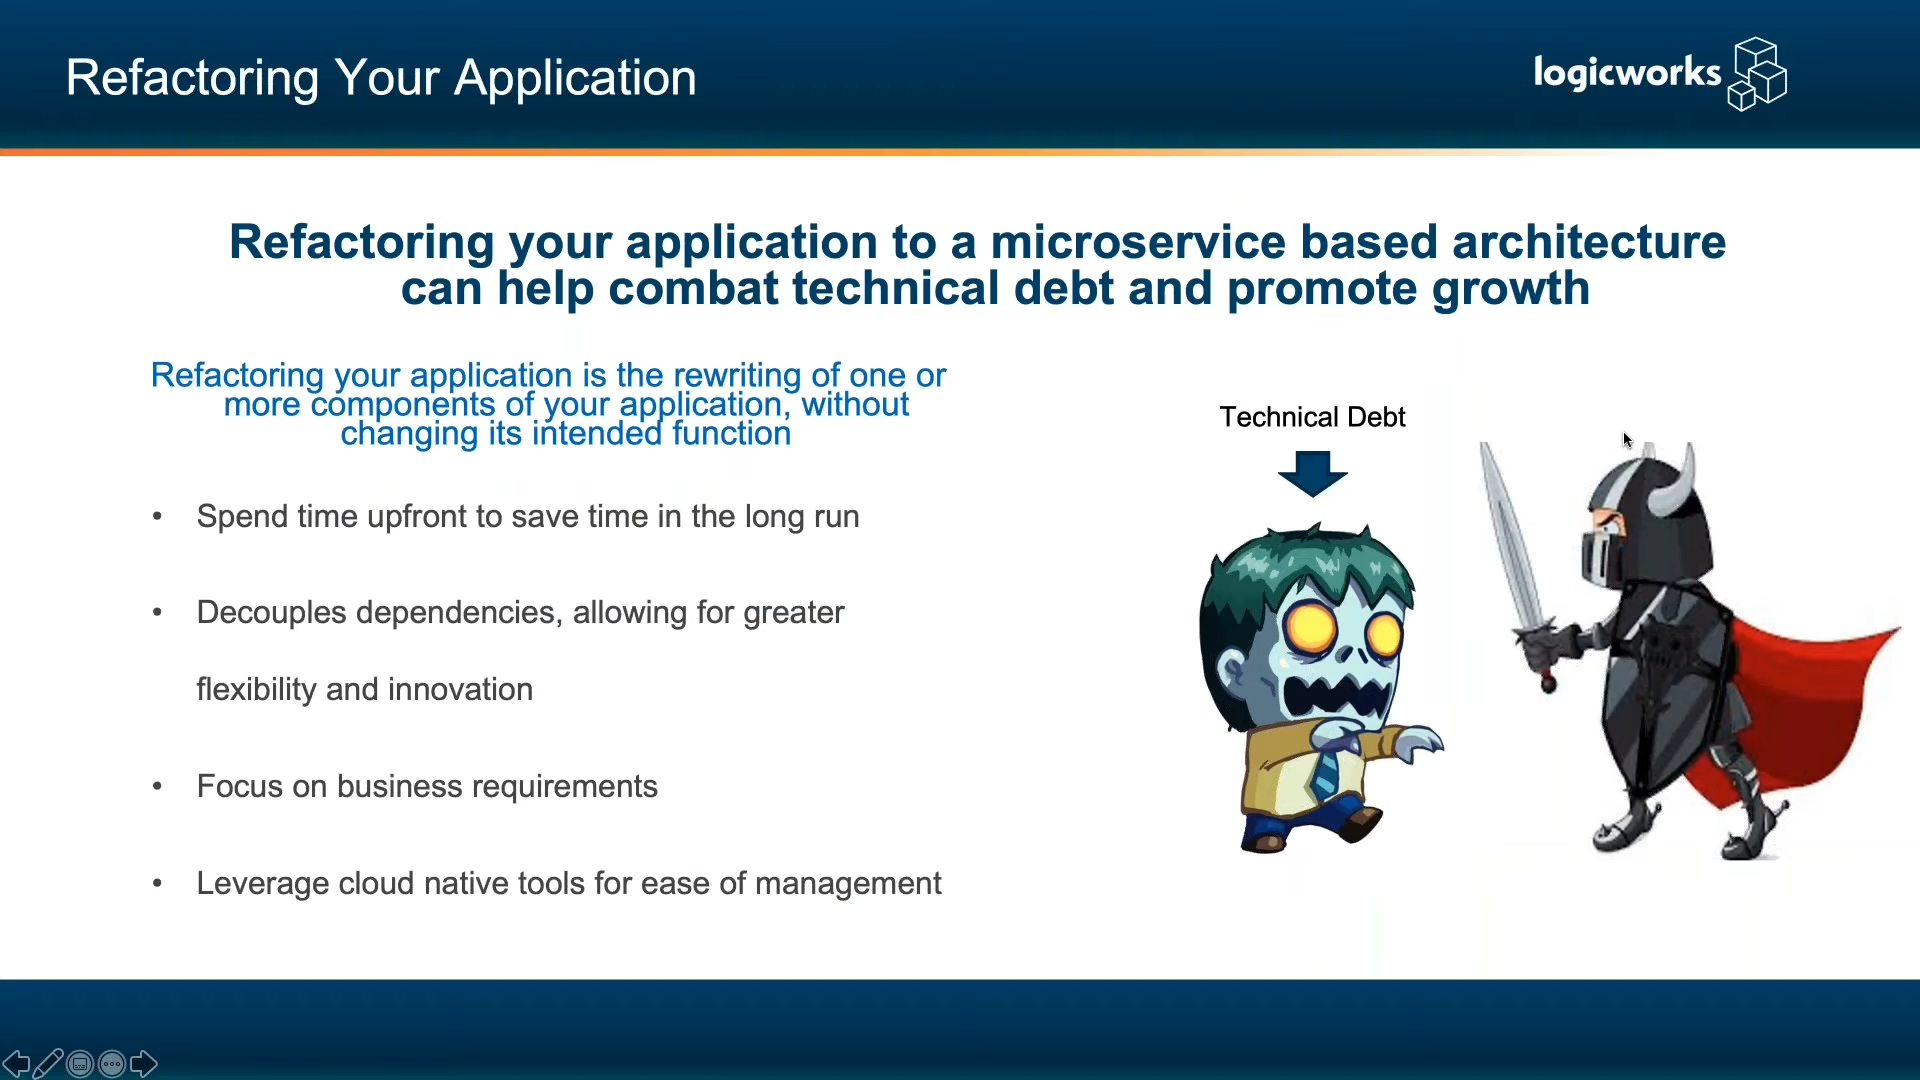 Refactoring Your Application
logicworks
Refactoring your application to a microservice based architecture
can help combat technical debt and promote growth
Refactoring your application is the rewriting of one or
more components of your application, without
changing its intended function
• Spend time upfront to save time in the long run
• Decouples dependencies, allowing for greater
flexibility and innovation
• Focus on business requirements
• Leverage cloud native tools for ease of management
Technical Debt